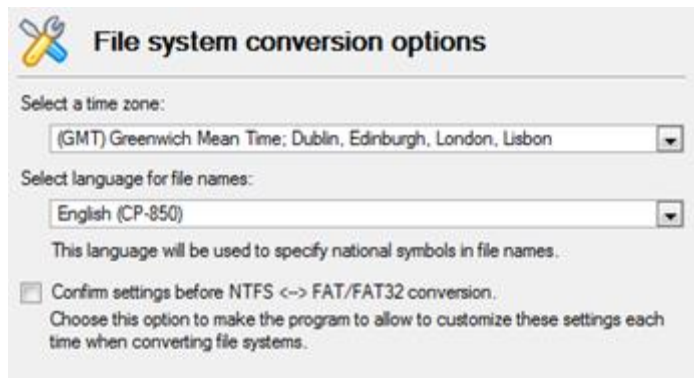 File system conversion options
Select a time zone:
(GMT) Greenwich Mean Time; Dublin, Edinburgh, London, Lisbon
Select language for file names:
English (CP-850)
This language will be used to specify national symbols in file names.
Confirm settings before NTFS <--> FAT/FAT32 conversion.
Choose this option to make the program to allow to customize these settings each
time when converting file systems.